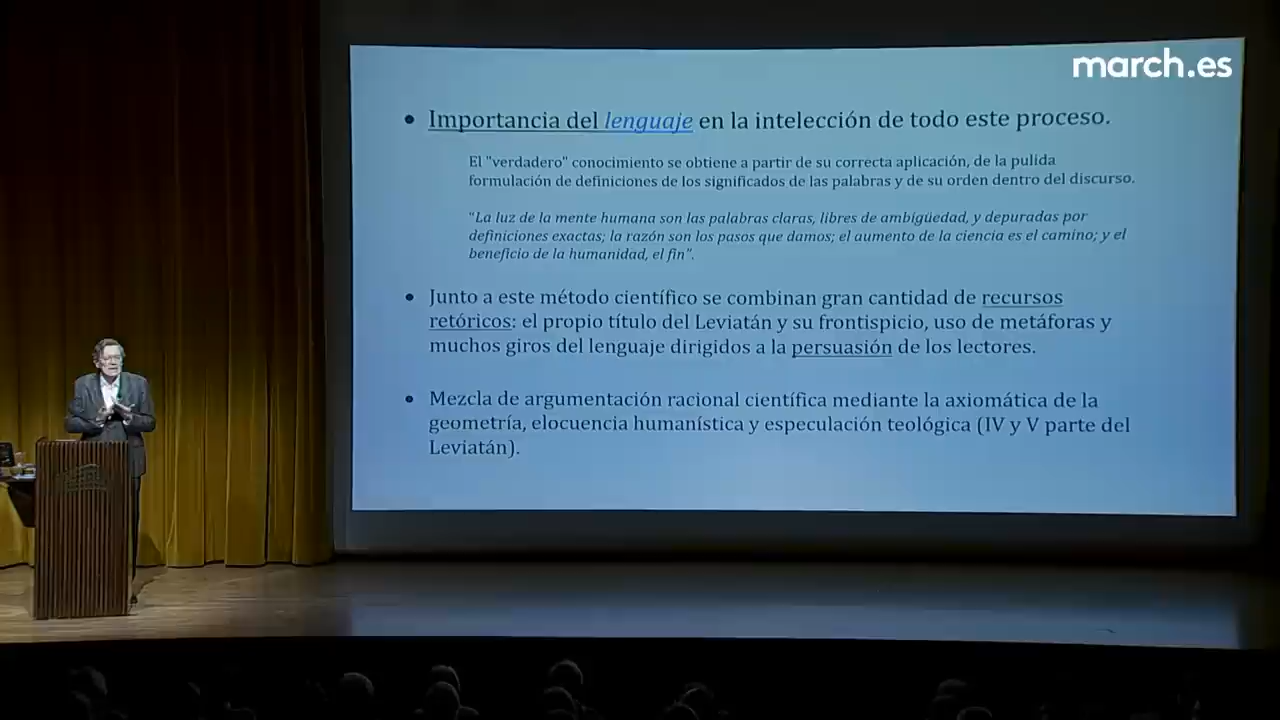 march.es
• Importancia del lenguaje en la intelección de todo este proceso.
El "verdadero" conocimiento se obtiene a partir de su correcta aplicación, de la pulida
formulación de definiciones de los significados de las palabras y de su orden dentro del discurso.
"La luz de la mente humana son las palabras claras, libres de ambigüedad, y depuradas por
definiciones exactas; la razón son los pasos que damos; el aumento de la ciencia es el camino; y el
beneficio de la humanidad, el fin".
• Junto a este método científico se combinan gran cantidad de recursos
retóricos: el propio título del Leviatán y su frontispicio, uso de metáforas y
muchos giros del lenguaje dirigidos a la persuasión de los lectores.
• Mezcla de argumentación racional científica mediante la axiomática de la
geometría, elocuencia humanística y especulación teológica (IV y V parte del
Leviatán).